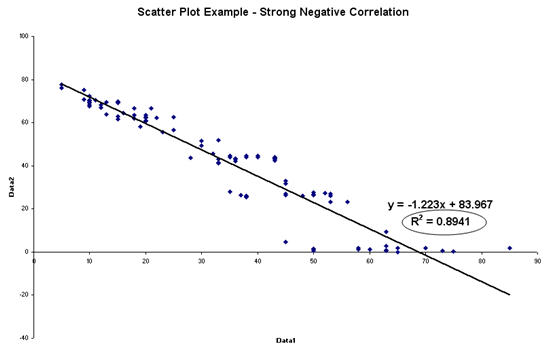 Scatter Plot Example - Strong Negative Correlation
100
80
60
40
20
0
-20
-40
Data2
y = -1.223x + 83.967
R² = 0.8941
0 10 20 30 40 50 60 70 80 90
Data1